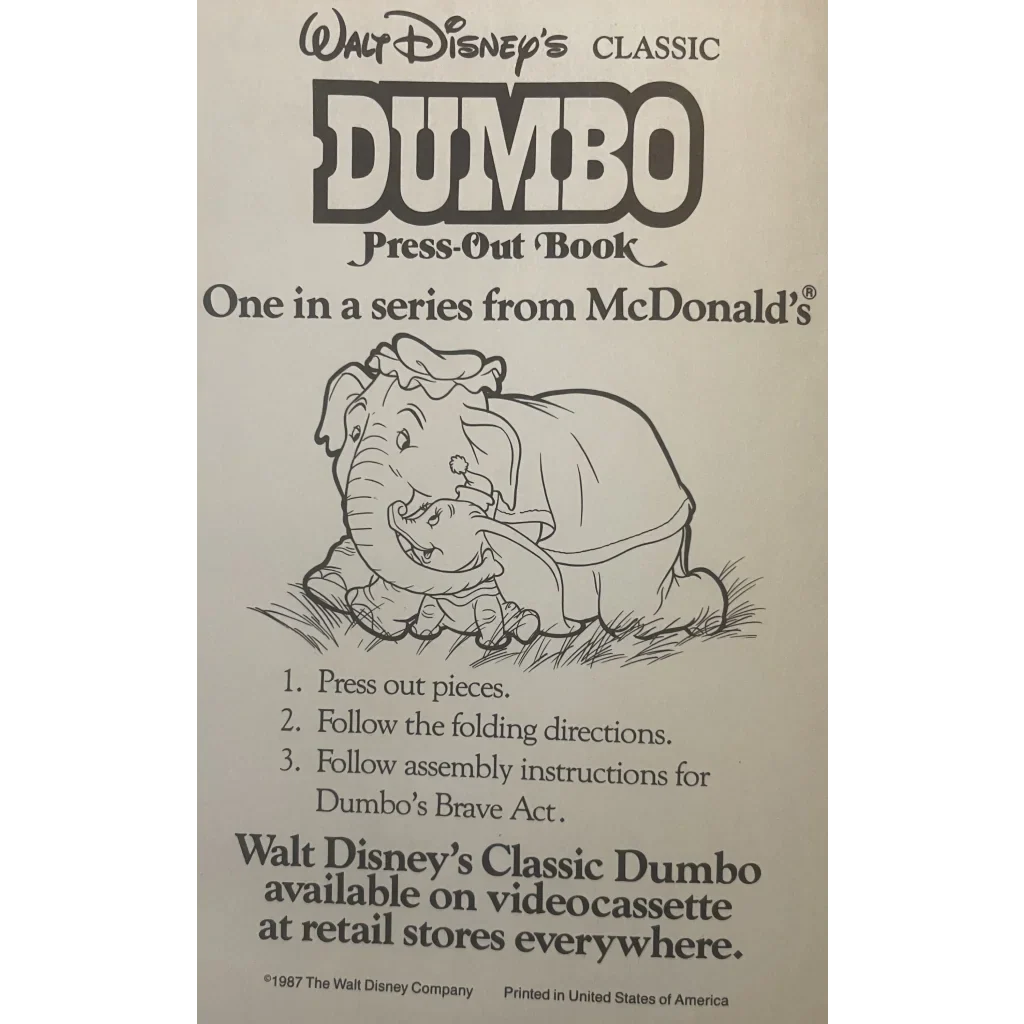 Walt Disney's CLASSIC
DUMBO
Press-Out Book
One in a series from McDonald's®
1. Press out pieces.
2. Follow the folding directions.
3. Follow assembly instructions for
Dumbo's Brave Act.
Walt Disney's Classic Dumbo
available on videocassette
at retail stores everywhere.
©1987 The Walt Disney Company Printed in United States of America